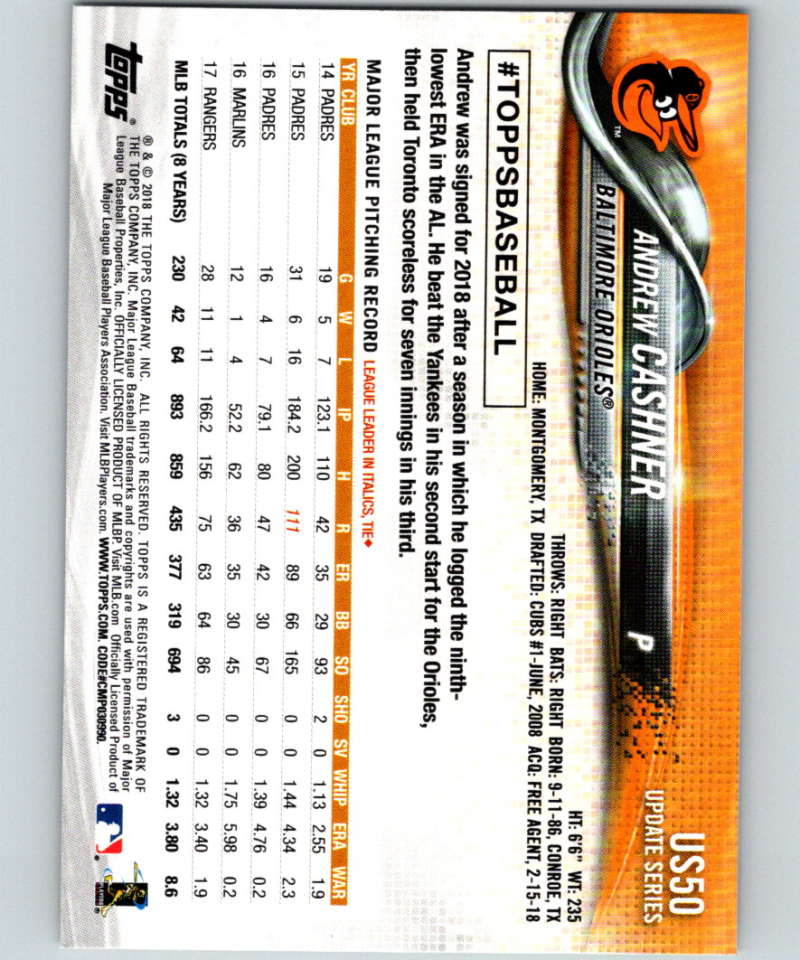 US50
UPDATE SERIES
ANDREW CASHNER P
BALTIMORE ORIOLES®
TM
HT: 6'6" WT: 235
THROWS: RIGHT BATS: RIGHT BORN: 9-11-86, CONROE, TX
HOME: MONTGOMERY, TX DRAFTED: CUBS #1-JUNE, 2008 ACQ: FREE AGENT, 2-15-18
#TOPPSBASEBALL
Andrew was signed for 2018 after a season in which he logged the ninth-
lowest ERA in the AL. He beat the Yankees in his second start for the Orioles,
then held Toronto scoreless for seven innings in his third.
MAJOR LEAGUE PITCHING RECORD LEAGUE LEADER IN ITALICS, TIE♦
YR CLUB G W L IP H R ER BB SO SHO SV WHIP ERA WAR
14 PADRES 19 5 7 123.1 110 42 35 29 93 2 0 1.13 2.55 1.9
15 PADRES 31 6 16 184.2 200 111 89 66 165 0 0 1.44 4.34 2.3
16 PADRES 16 4 7 79.1 80 47 42 30 67 0 0 1.39 4.76 0.2
16 MARLINS 12 1 4 52.2 62 36 35 30 45 0 0 1.75 5.98 0.2
17 RANGERS 28 11 11 166.2 156 75 63 64 86 0 0 1.32 3.40 1.9
MLB TOTALS (8 YEARS) 230 42 64 893 859 435 377 319 694 3 0 1.32 3.80 8.6
topps®
® & © 2018 THE TOPPS COMPANY, INC. ALL RIGHTS RESERVED. TOPPS IS A REGISTERED TRADEMARK OF
THE TOPPS COMPANY, INC. Major League Baseball trademarks and copyrights are used with permission of Major
League Baseball Properties, Inc. OFFICIALLY LICENSED PRODUCT OF MLBP. Visit MLB.com Officially Licensed Product of
Major League Baseball Players Association. Visit MLBPlayers.com. WWW.TOPPS.COM. CODE#CMP030990.